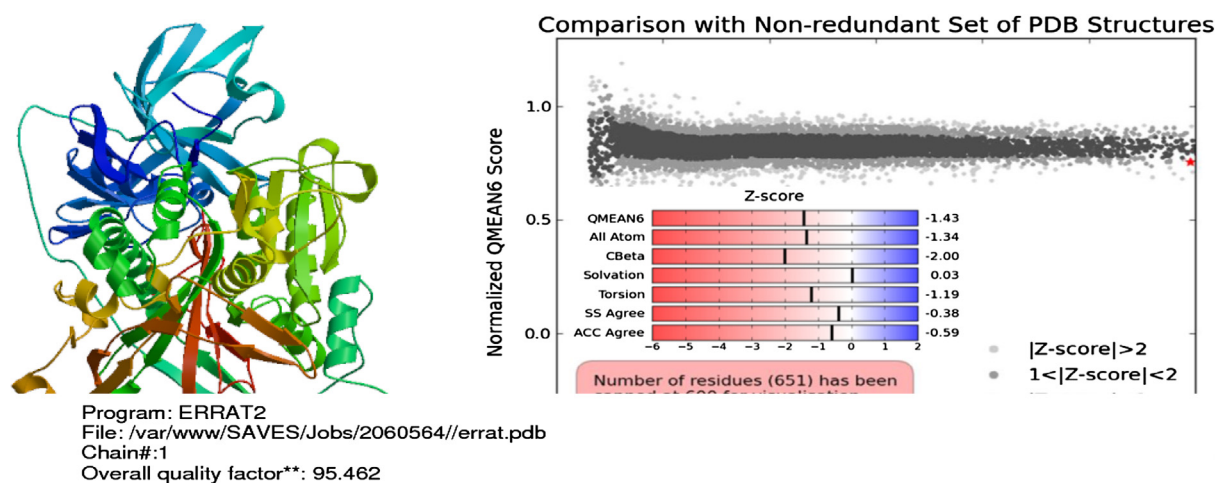 Comparison with Non-redundant Set of PDB Structures
1.0
0.5
0.0
Normalized QMEAN6 Score
Z-score
QMEAN6 -1.43
All Atom -1.34
CBeta -2.00
Solvation 0.03
Torsion -1.19
SS Agree -0.38
ACC Agree -0.59
−6 −5 −4 −3 −2 −1 0 1 2
|Z-score|>2
1<|Z-score|<2
Number of residues (651) has been
Program: ERRAT2
File: /var/www/SAVES/Jobs/2060564//errat.pdb
Chain#:1
Overall quality factor**: 95.462